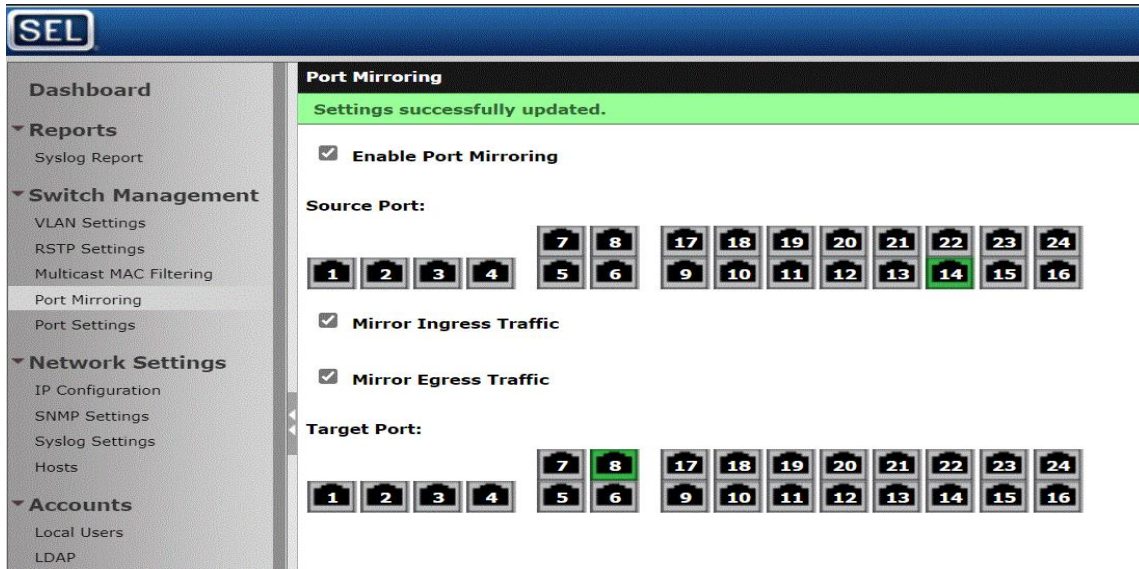 SEL
Dashboard
Reports
Syslog Report
Switch Management
VLAN Settings
RSTP Settings
Multicast MAC Filtering
Port Mirroring
Port Settings
Network Settings
IP Configuration
SNMP Settings
Syslog Settings
Hosts
Accounts
Local Users
LDAP
Port Mirroring
Settings successfully updated.
Enable Port Mirroring
Source Port:
7 8 17 18 19 20 21 22 23 24
1 2 3 4 5 6 9 10 11 12 13 14 15 16
Mirror Ingress Traffic
Mirror Egress Traffic
Target Port:
7 8 17 18 19 20 21 22 23 24
1 2 3 4 5 6 9 10 11 12 13 14 15 16